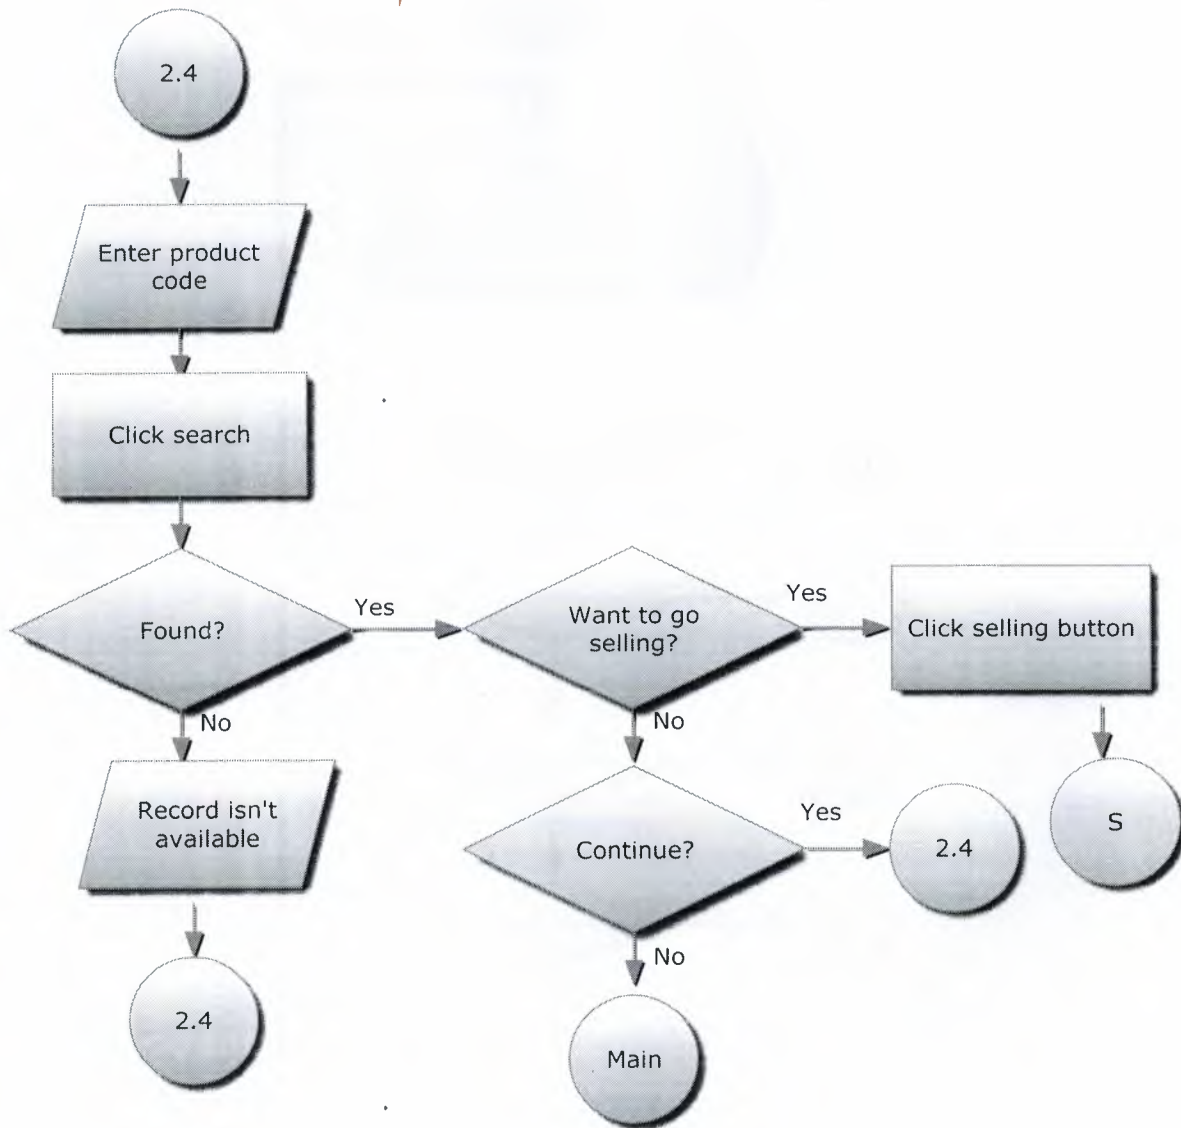 2.4
Enter product
code
Click search
Found?
Yes
Want to go
selling?
Yes
Click selling button
No
No
Record isn't
available
Continue?
Yes
2.4
S
No
2.4
Main